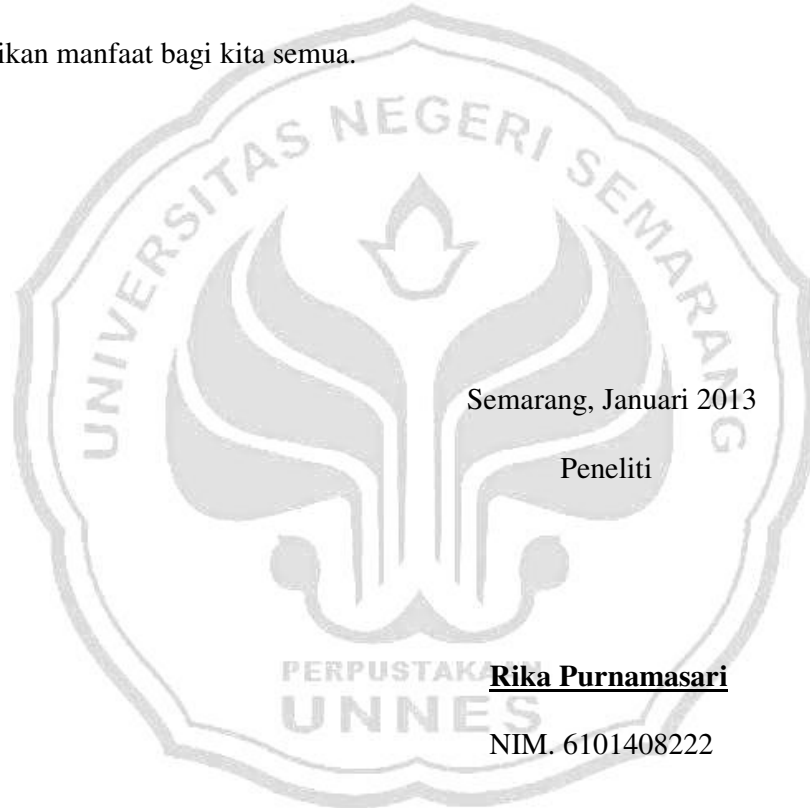 ikan manfaat bagi kita semua.
UNIVERSITAS NEGERI SEMARANG
Semarang, Januari 2013
Peneliti
PERPUSTAKAAN
Rika Purnamasari
UNNES
NIM. 6101408222